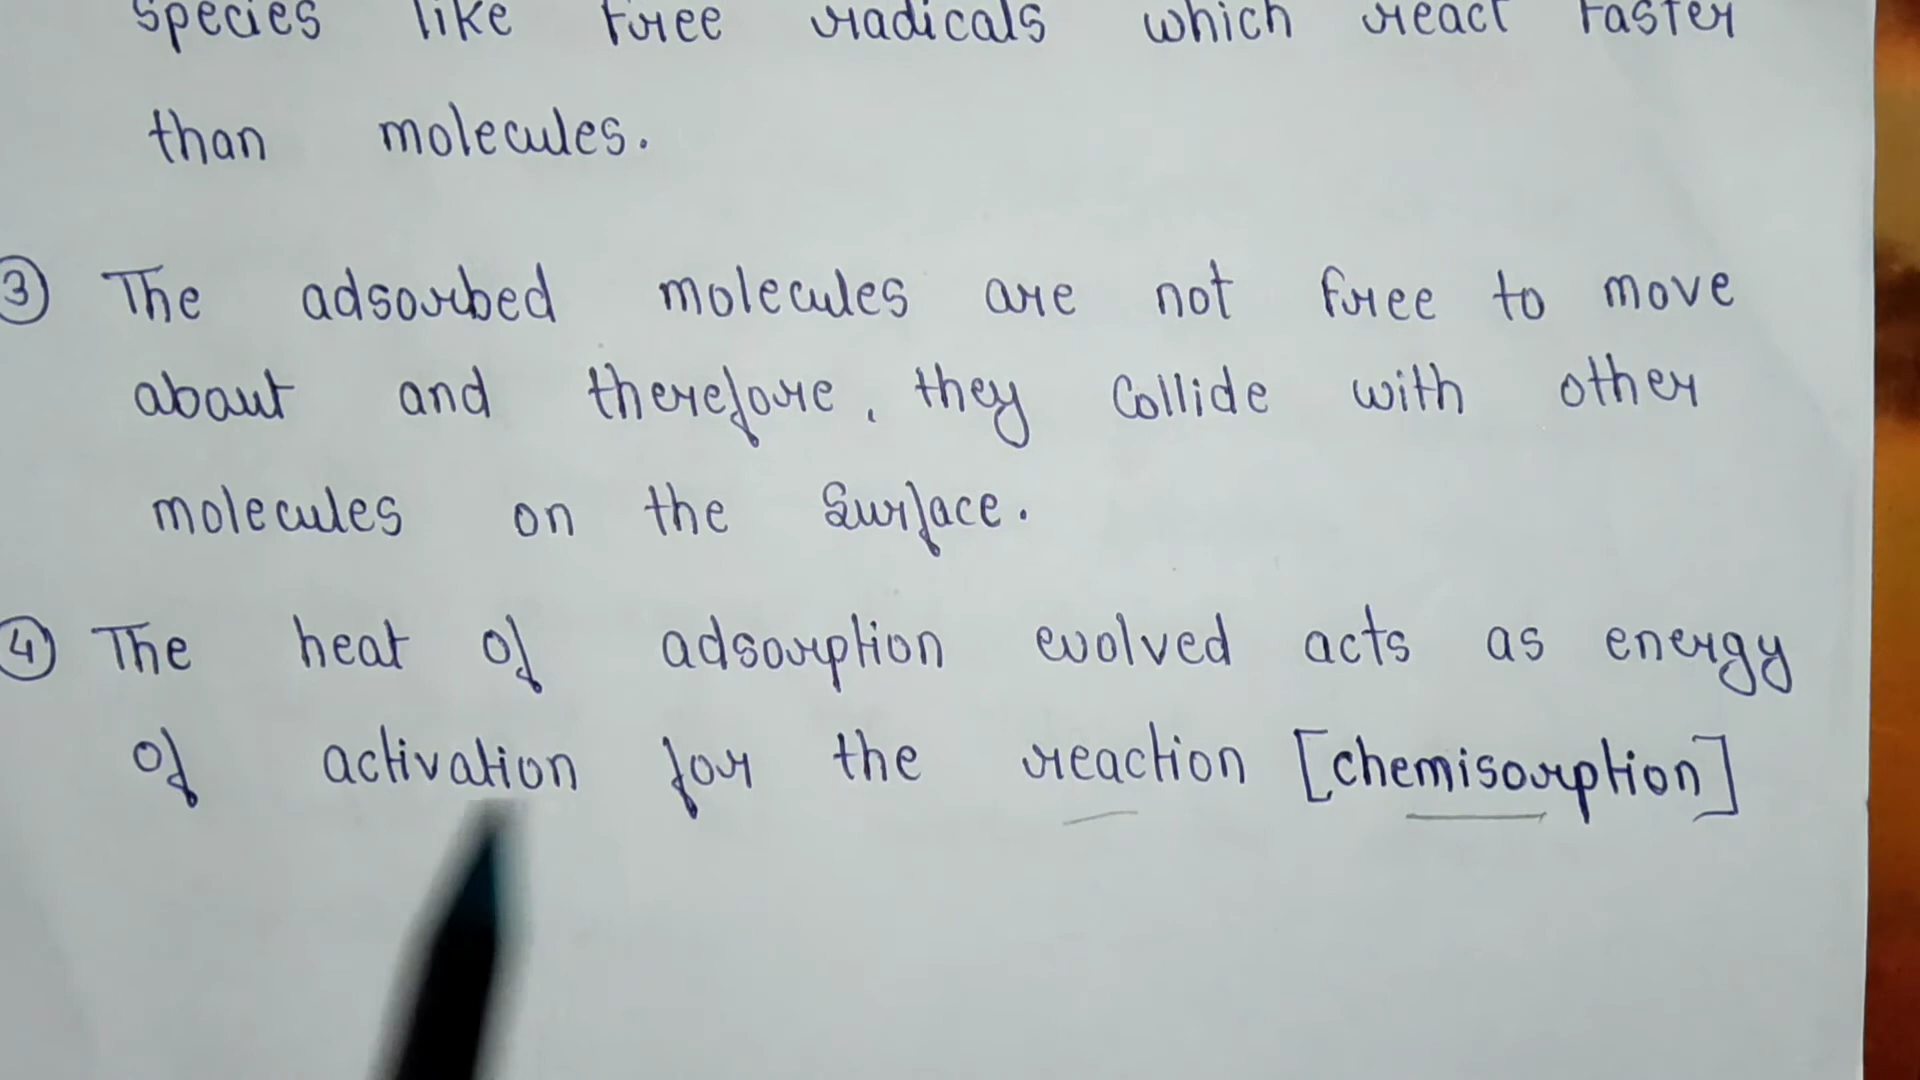 species like free radicals which react faster
than molecules.
③ The adsorbed molecules are not free to move
about and therefore, they collide with other
molecules on the surface.
④ The heat of adsorption evolved acts as energy
of activation for the reaction [chemisorption]